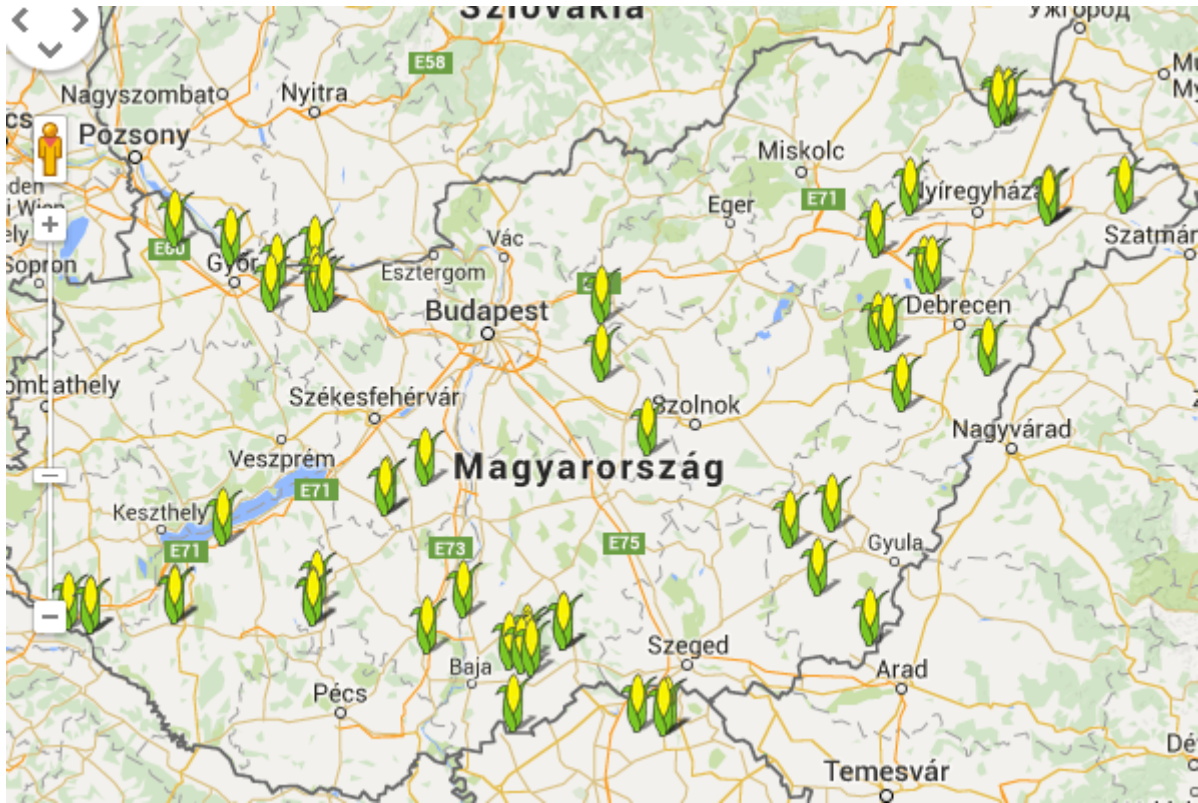 Szlovákia
Ужгород
E58
Nagyszombat
Nyitra
Pozsony
Miskolc
E71
Nyíregyháza
Eger
Vác
E60
Győr
Esztergom
Sopron
Szatmár
Budapest
Debrecen
Székesfehérvár
Szolnok
ombathely
Nagyvárad
Veszprém
Magyarország
E71
Keszthely
E71
E73
E75
Gyula
Szeged
Baja
Arad
Pécs
Temesvár